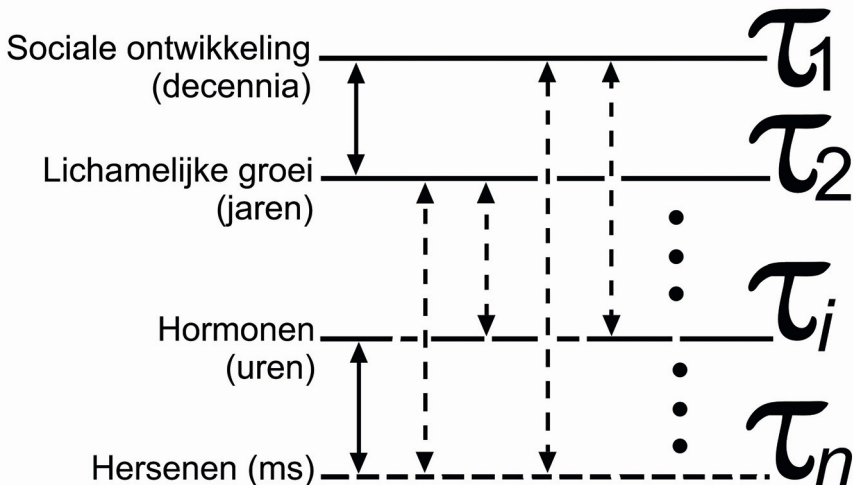 Sociale ontwikkeling τ1
(decennia)
Lichamelijke groei τ2
(jaren)
Hormonen τi
(uren)
Hersenen (ms) τn